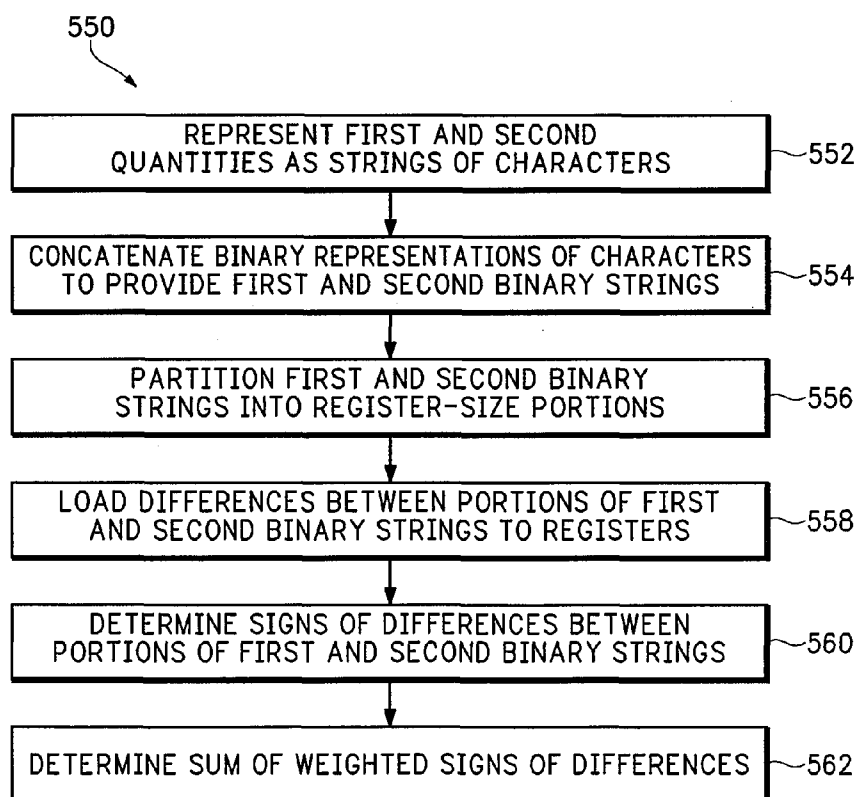 550
REPRESENT FIRST AND SECOND
QUANTITIES AS STRINGS OF CHARACTERS
552
CONCATENATE BINARY REPRESENTATIONS OF CHARACTERS
TO PROVIDE FIRST AND SECOND BINARY STRINGS
554
PARTITION FIRST AND SECOND BINARY
STRINGS INTO REGISTER-SIZE PORTIONS
556
LOAD DIFFERENCES BETWEEN PORTIONS OF FIRST
AND SECOND BINARY STRINGS TO REGISTERS
558
DETERMINE SIGNS OF DIFFERENCES BETWEEN
PORTIONS OF FIRST AND SECOND BINARY STRINGS
560
DETERMINE SUM OF WEIGHTED SIGNS OF DIFFERENCES
562